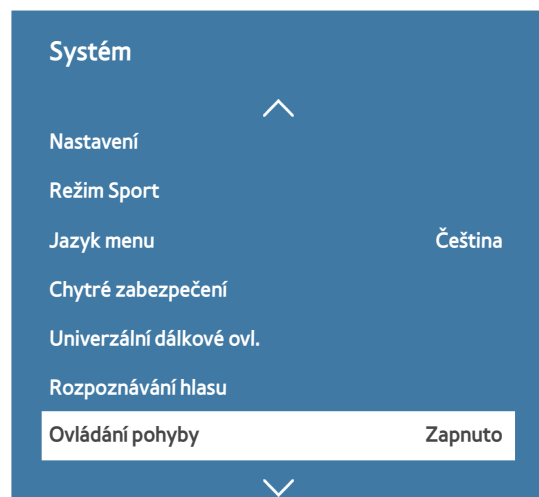 Systém
Nastavení
Režim Sport
Jazyk menu Čeština
Chytré zabezpečení
Univerzální dálkové ovl.
Rozpoznávání hlasu
Ovládání pohyby Zapnuto